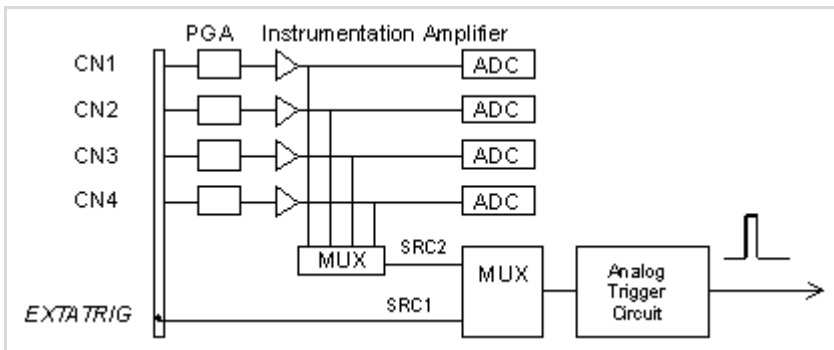 PGA Instrumentation Amplifier
CN1 ADC
CN2 ADC
CN3 ADC
CN4 ADC
MUX SRC2
MUX
Analog
Trigger
Circuit
EXTATRIG SRC1